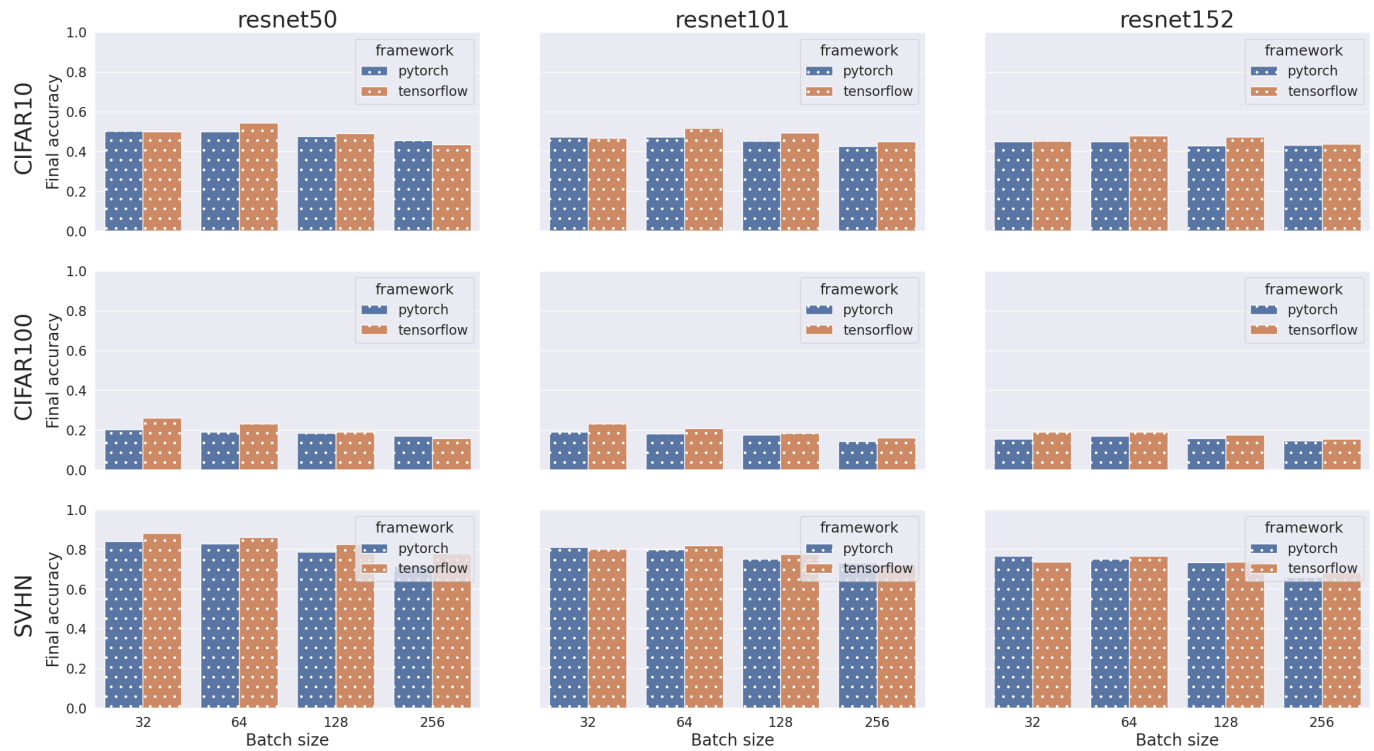 resnet50 resnet101 resnet152
CIFAR10
Final accuracy
1.0
0.8
0.6
0.4
0.2
0.0
framework
pytorch
tensorflow
framework
pytorch
tensorflow
framework
pytorch
tensorflow
CIFAR100
Final accuracy
1.0
0.8
0.6
0.4
0.2
0.0
framework
pytorch
tensorflow
framework
pytorch
tensorflow
framework
pytorch
tensorflow
SVHN
Final accuracy
1.0
0.8
0.6
0.4
0.2
0.0
framework
pytorch
tensorflow
framework
pytorch
tensorflow
framework
pytorch
tensorflow
32 64 128 256
Batch size
32 64 128 256
Batch size
32 64 128 256
Batch size